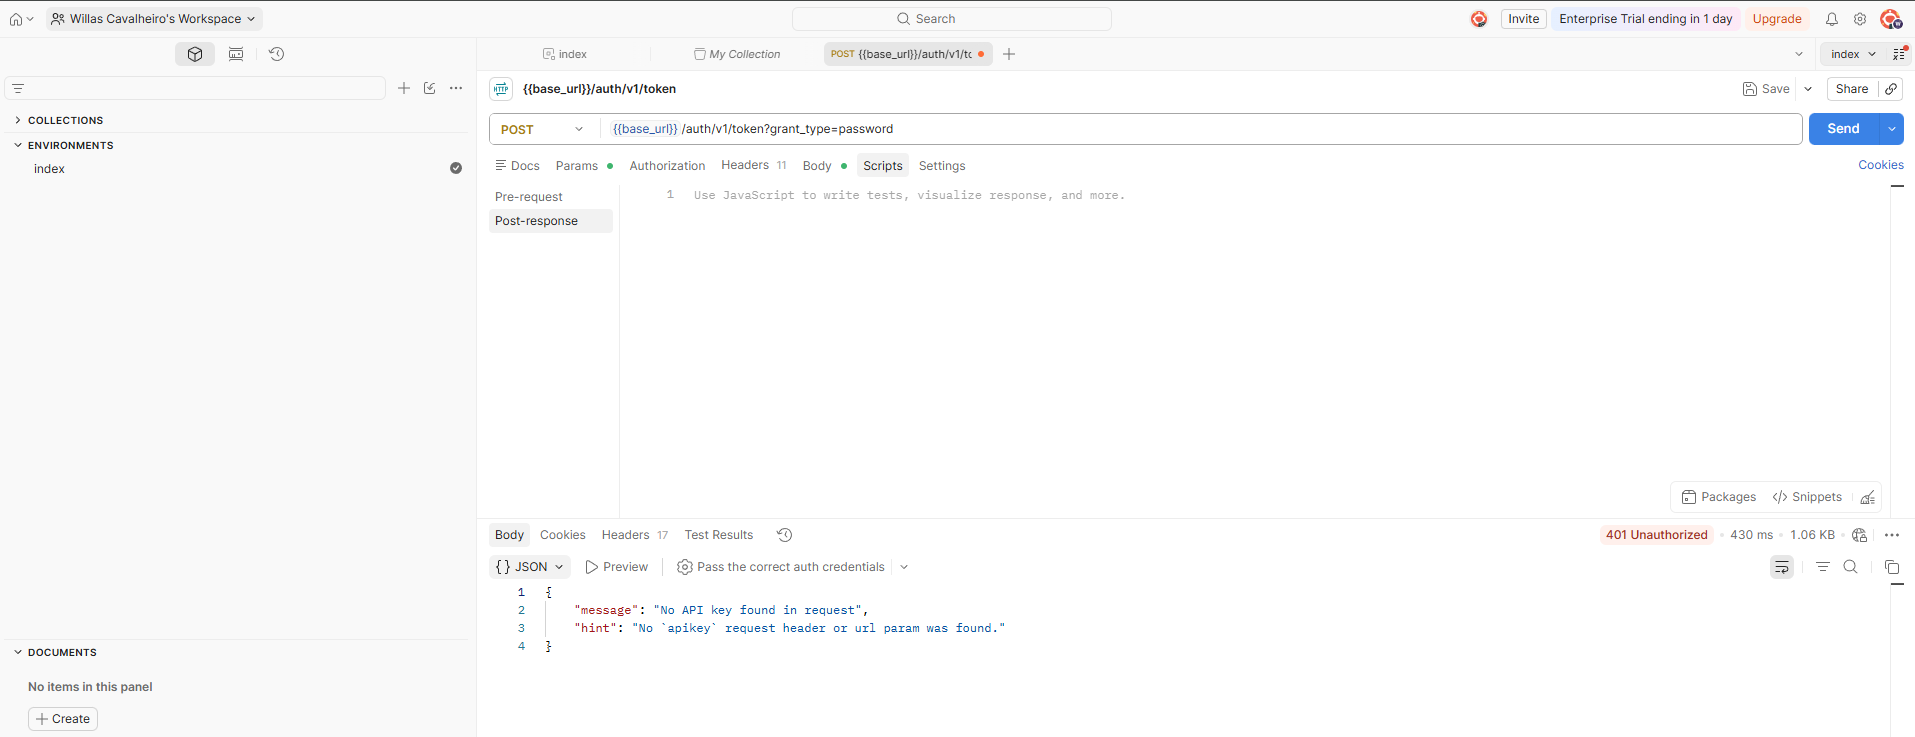 Willas Cavalheiro's Workspace
Search
Invite
Enterprise Trial ending in 1 day
Upgrade
index
My Collection
POST {{base_url}}/auth/v1/tc
index
{{base_url}}/auth/v1/token
Save
Share
COLLECTIONS
ENVIRONMENTS
index
POST
{{base_url}} /auth/v1/token?grant_type=password
Send
Docs
Params
Authorization
Headers 11
Body
Scripts
Settings
Cookies
Pre-request
Post-response
1 Use JavaScript to write tests, visualize response, and more.
Packages
Snippets
Body
Cookies
Headers 17
Test Results
401 Unauthorized
430 ms
1.06 KB
{} JSON
Preview
Pass the correct auth credentials
1 {
2 "message": "No API key found in request",
3 "hint": "No `apikey` request header or url param was found."
4 }
DOCUMENTS
No items in this panel
Create